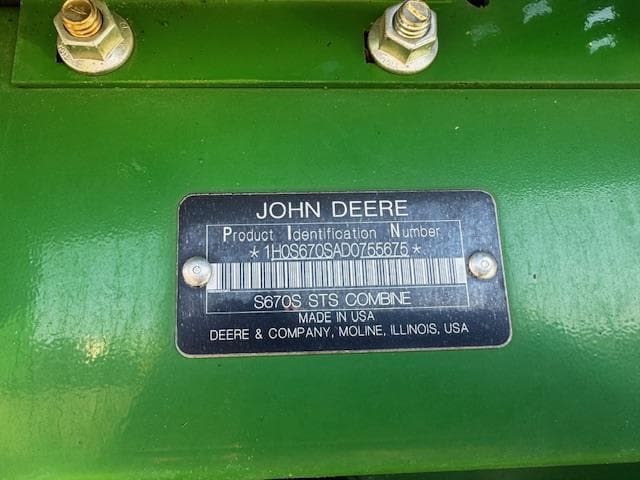 JOHN DEERE
Product Identification Number
*1H0S670SAD0755675*
S670S STS COMBINE
MADE IN USA
DEERE & COMPANY, MOLINE, ILLINOIS, USA